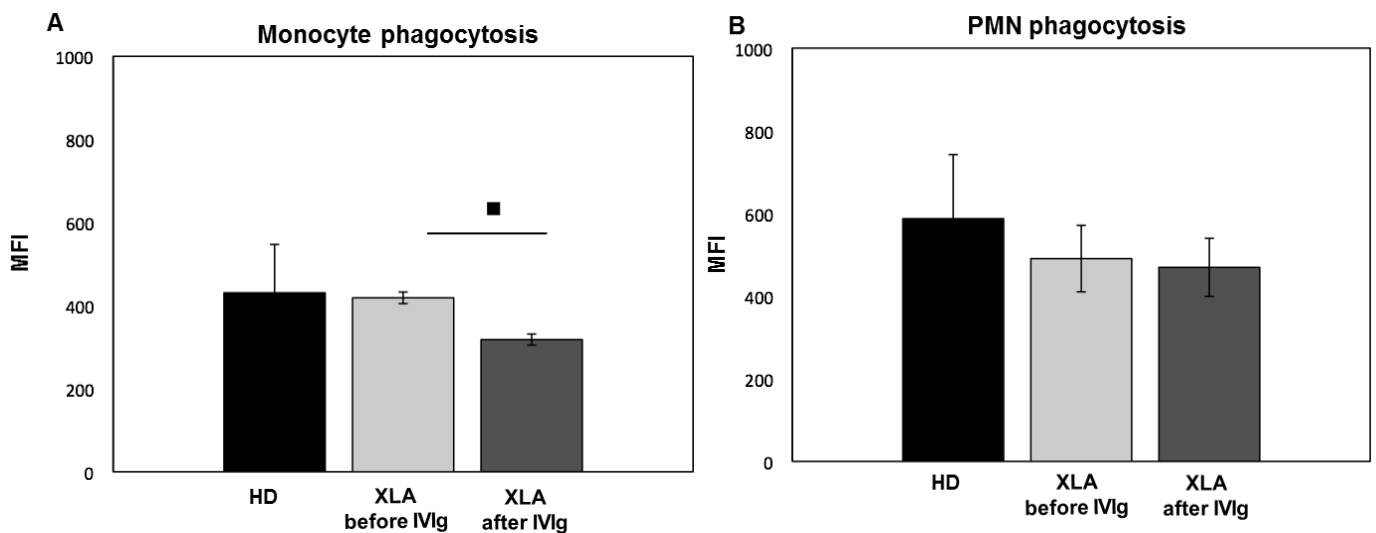 A
Monocyte phagocytosis
1000
800
600
400
200
0
MFI
HD
XLA
before IVIg
XLA
after IVIg
B
PMN phagocytosis
1000
800
600
400
200
0
MFI
HD
XLA
before IVIg
XLA
after IVIg